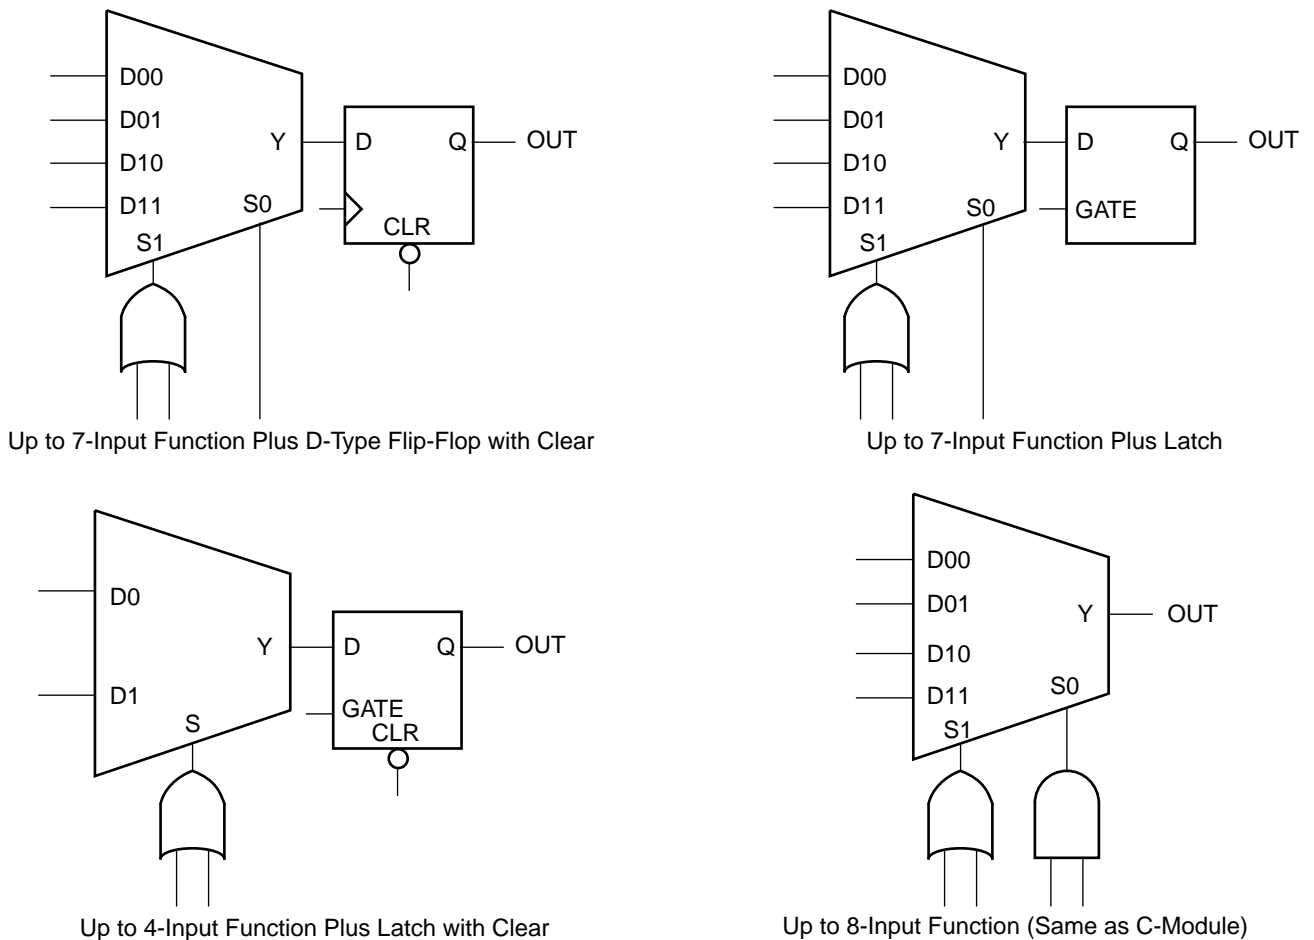 D00
D01
D10
D11
Y
S0
S1
D
Q
CLR
OUT
Up to 7-Input Function Plus D-Type Flip-Flop with Clear
D00
D01
D10
D11
Y
S0
S1
D
Q
GATE
OUT
Up to 7-Input Function Plus Latch
D0
D1
Y
S
D
Q
GATE
CLR
OUT
Up to 4-Input Function Plus Latch with Clear
D00
D01
D10
D11
Y
S0
S1
OUT
Up to 8-Input Function (Same as C-Module)